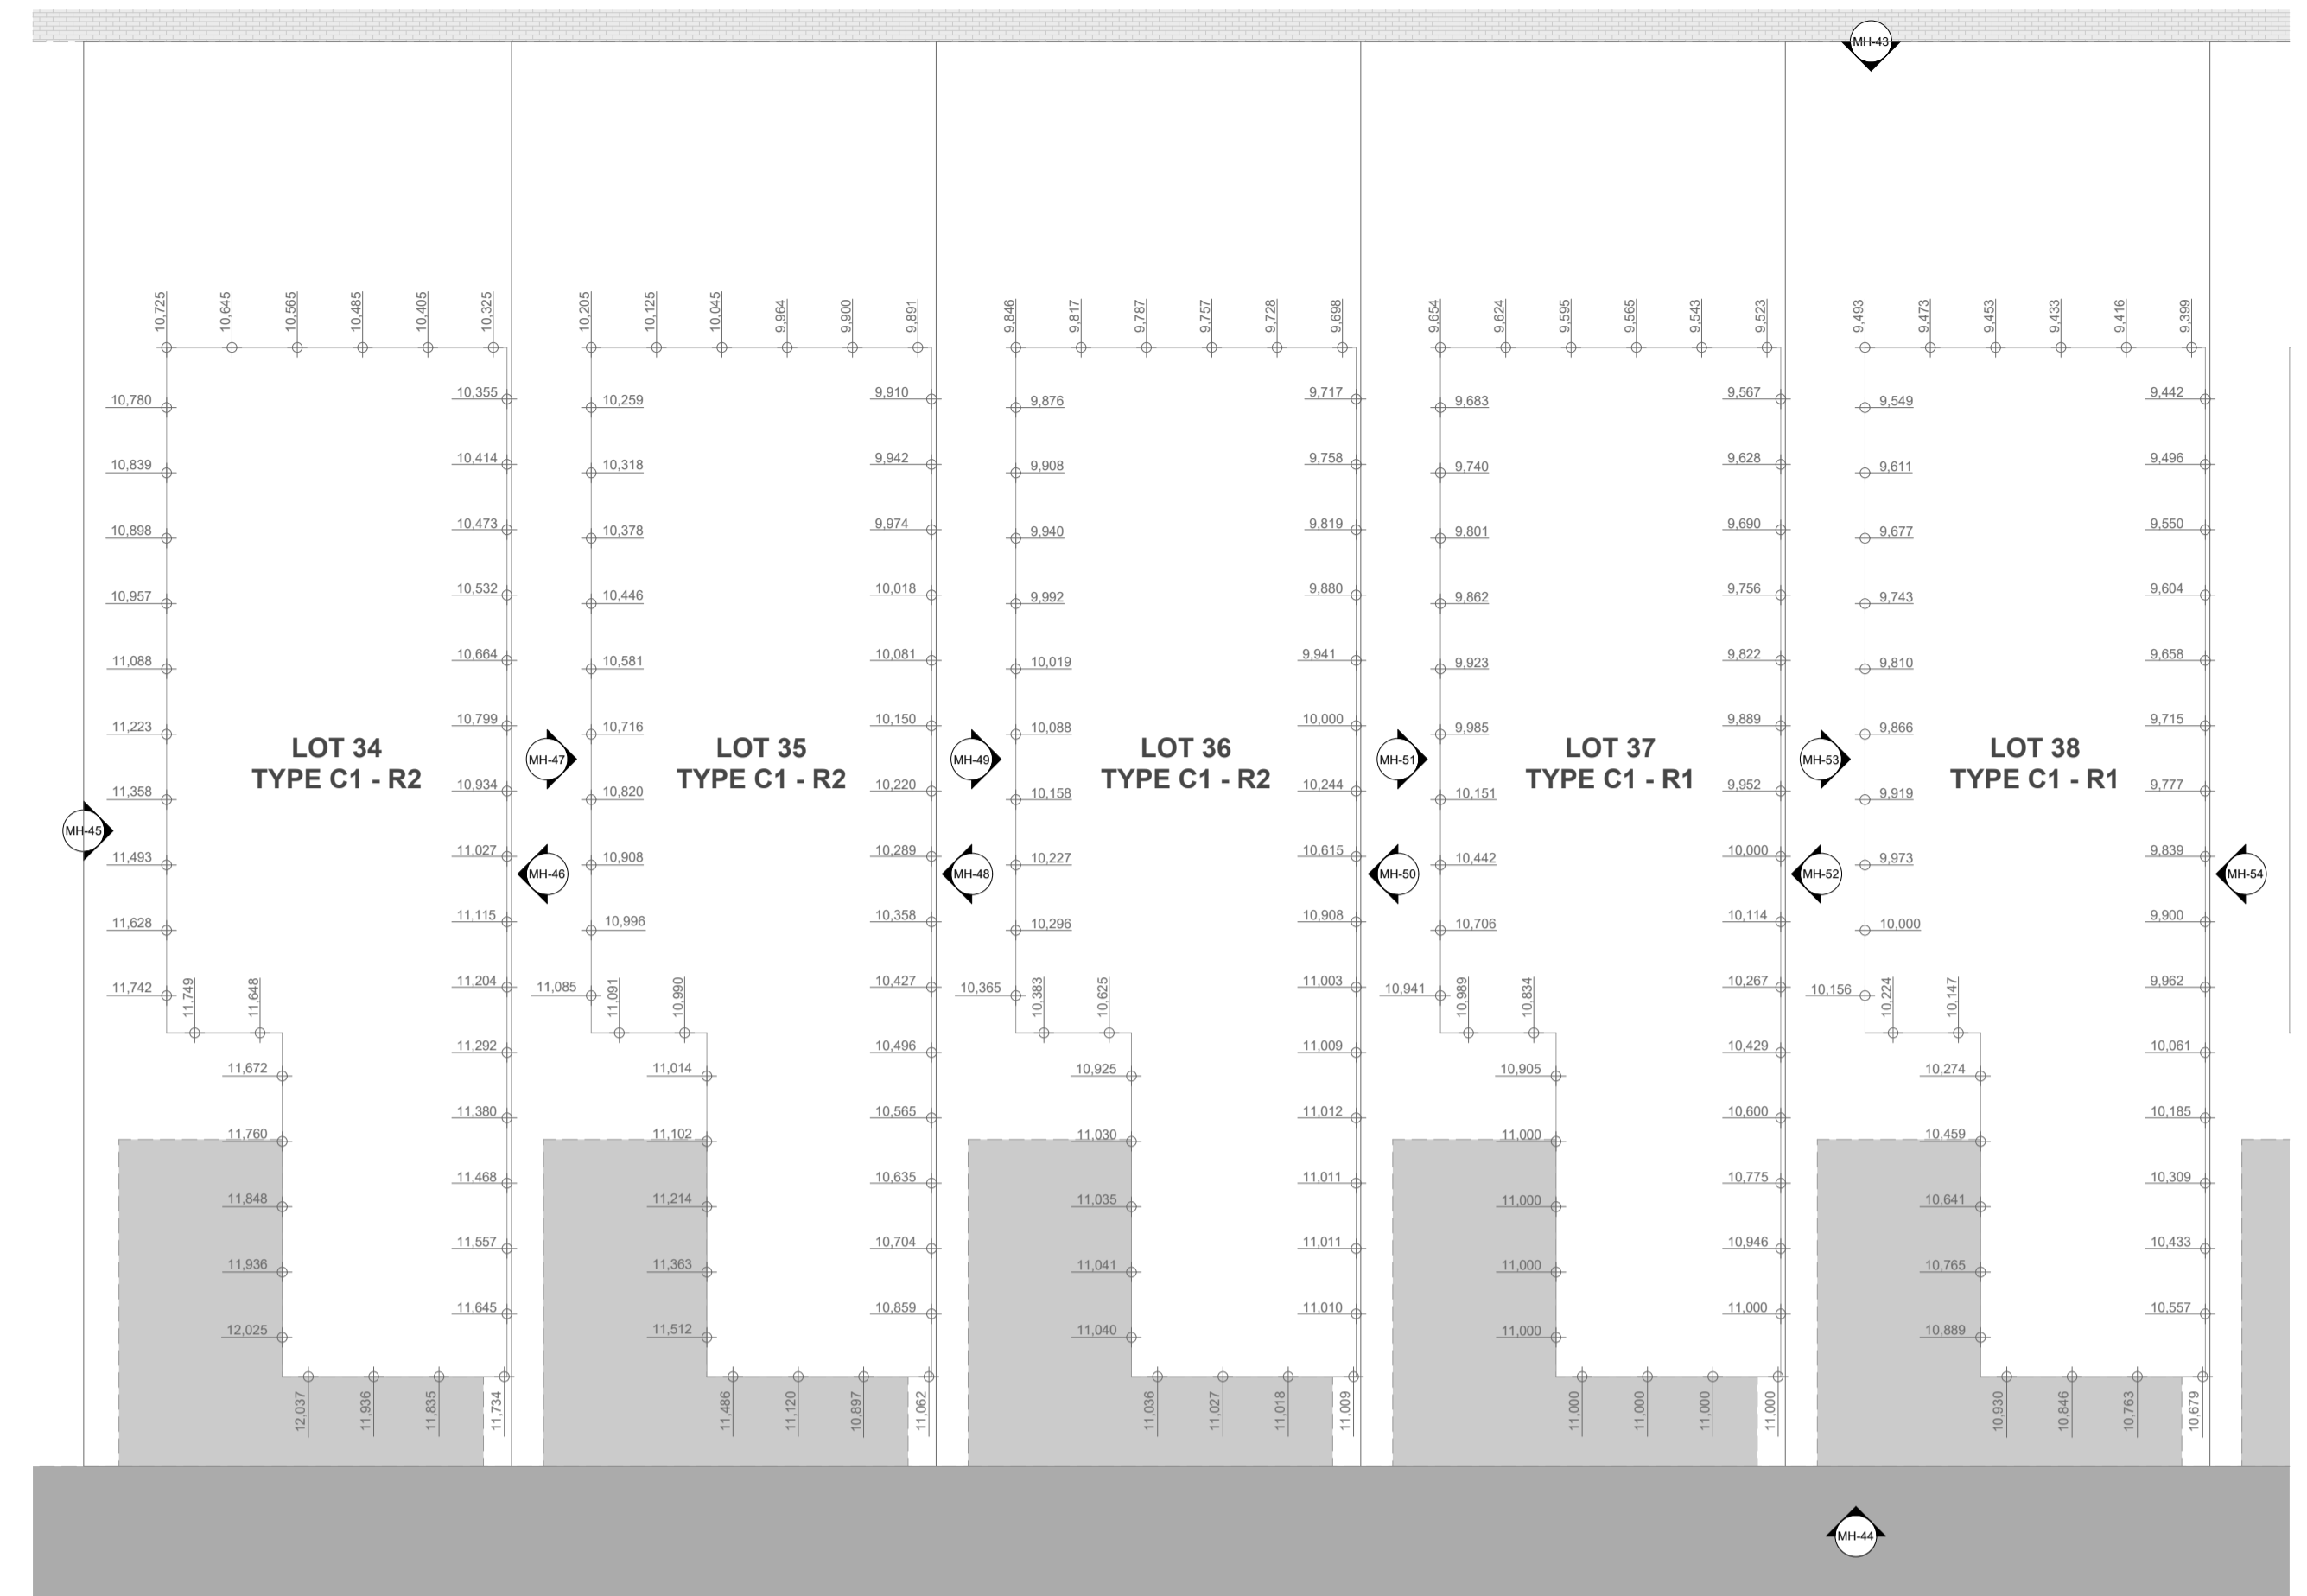 MH-43
10,725 10,645 10,565 10,485 10,405 10,325
10,205 10,125 10,045 9,964 9,900 9,891
9,846 9,817 9,787 9,757 9,728 9,698
9,654 9,624 9,595 9,565 9,543 9,523
9,493 9,473 9,453 9,433 9,416 9,399
10,355 9,910 9,717 9,567 9,442
10,780 10,259 9,876 9,683 9,549
10,414 9,942 9,758 9,628 9,496
10,839 10,318 9,908 9,740 9,611
10,473 9,974 9,819 9,690 9,550
10,898 10,378 9,940 9,801 9,677
10,532 10,018 9,880 9,756 9,604
10,957 10,446 9,992 9,862 9,743
10,664 10,081 9,941 9,822 9,658
11,088 10,581 10,019 9,923 9,810
10,799 10,150 10,000 9,889 9,715
11,223 10,716 10,088 9,985 9,866
LOT 34 LOT 35 LOT 36 LOT 37 LOT 38
MH-47 MH-49 MH-51 MH-53
TYPE C1 - R2 TYPE C1 - R2 TYPE C1 - R2 TYPE C1 - R1 TYPE C1 - R1
10,934 10,220 10,244 9,952 9,777
11,358 10,820 10,158 10,151 9,919
MH-45
11,027 10,289 10,615 10,000 9,839
11,493 10,908 10,227 10,442 9,973
MH-46 MH-48 MH-50 MH-52 MH-54
11,115 10,358 10,908 10,114 9,900
11,628 10,996 10,296 10,706 10,000
11,204 10,427 11,003 10,267 9,962
11,742 11,749 11,648 11,085 11,091 10,990 10,365 10,383 10,625 10,941 10,989 10,834 10,156 10,224 10,147
11,292 10,496 11,009 10,429 10,061
11,672 11,014 10,925 10,905 10,274
11,380 10,565 11,012 10,600 10,185
11,760 11,102 11,030 11,000 10,459
11,468 10,635 11,011 10,775 10,309
11,848 11,214 11,035 11,000 10,641
11,557 10,704 11,011 10,946 10,433
11,936 11,363 11,041 11,000 10,765
11,645 10,859 11,010 11,000 10,557
12,025 11,512 11,040 11,000 10,889
12,037 11,936 11,835 11,734
11,486 11,120 10,897 11,062
11,036 11,027 11,018 11,009
11,000 11,000 11,000 11,000
10,930 10,846 10,763 10,679
MH-44